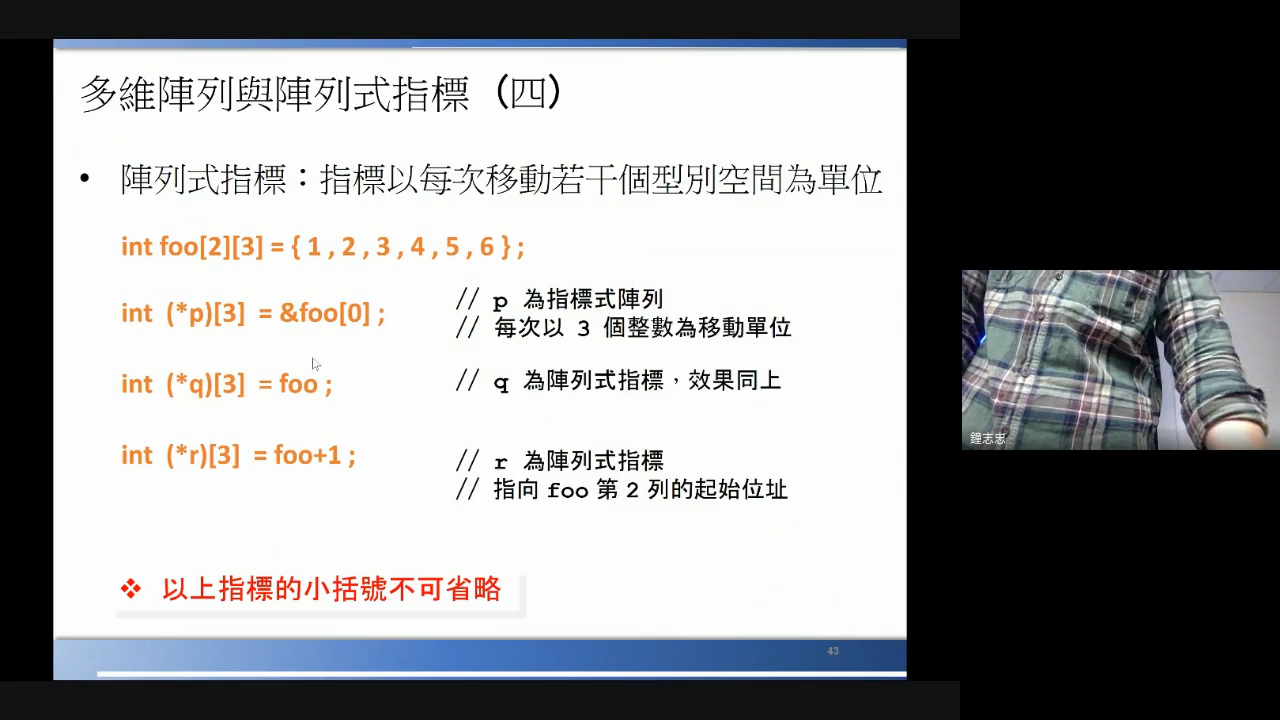 多維陣列與陣列式指標 (四)
• 陣列式指標：指標以每次移動若干個型別空間為單位
int foo[2][3] = { 1 , 2 , 3 , 4 , 5 , 6 } ;
int (*p)[3] = &foo[0] ; // p 為指標式陣列
// 每次以 3 個整數為移動單位
int (*q)[3] = foo ; // q 為陣列式指標，效果同上
int (*r)[3] = foo+1 ; // r 為陣列式指標
// 指向 foo 第 2 列的起始位址
❖ 以上指標的小括號不可省略
43
鐘志忠